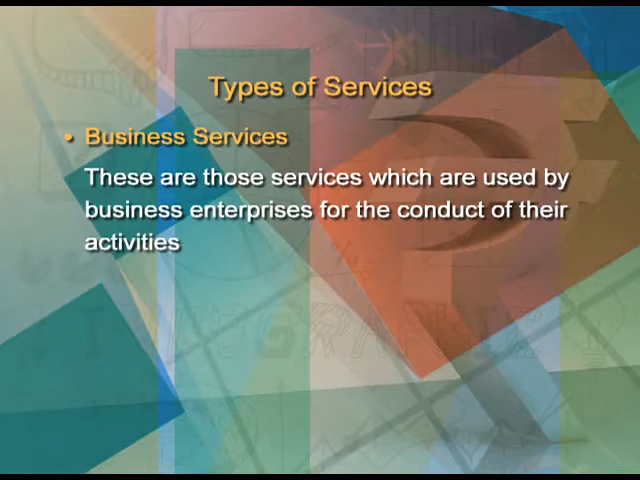 Types of Services
• Business Services
These are those services which are used by
business enterprises for the conduct of their
activities